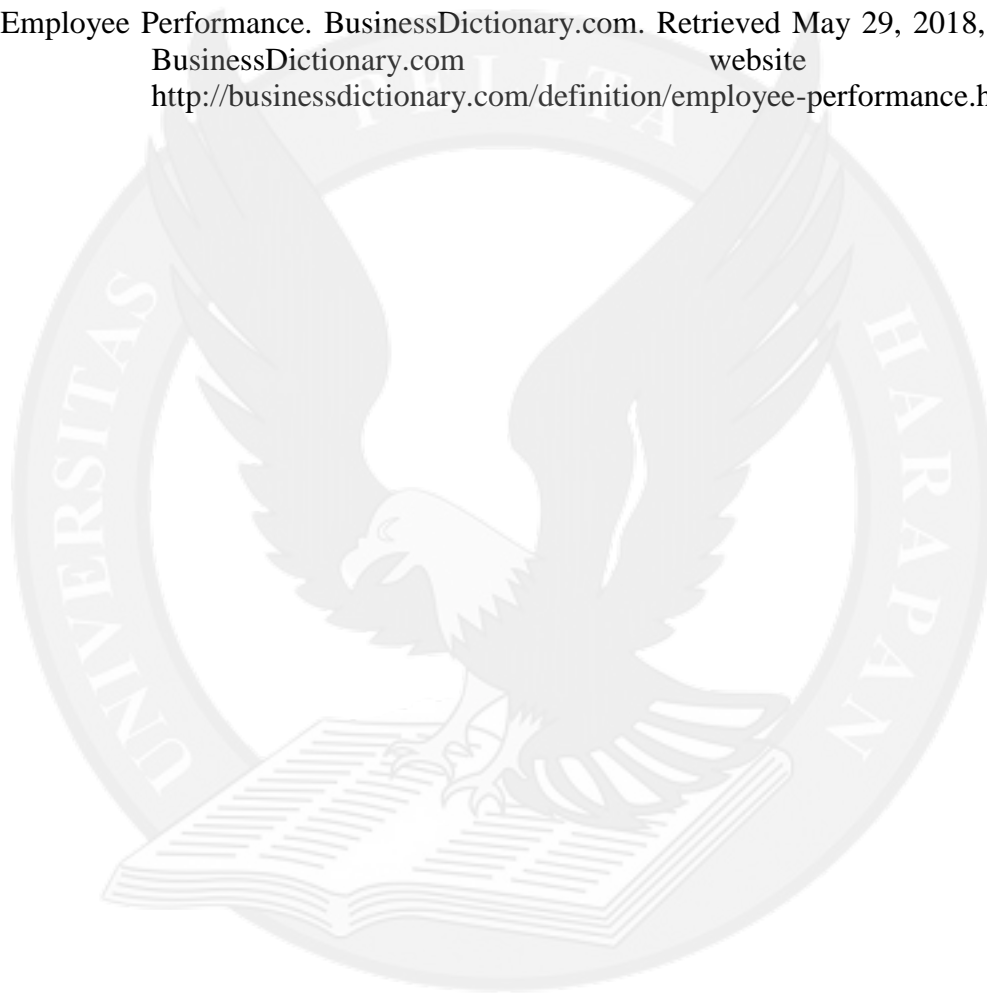 Employee Performance. BusinessDictionary.com. Retrieved May 29, 2018,
BusinessDictionary.com website
http://businessdictionary.com/definition/employee-performance.h
PELITA
UNIVERSITAS
HARAPAN